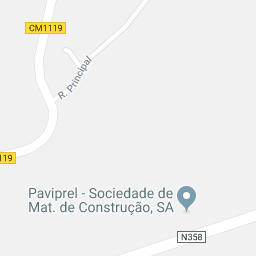 CM1119
R. Principal
119
Paviprel - Sociedade de
Mat. de Construção, SA
N358